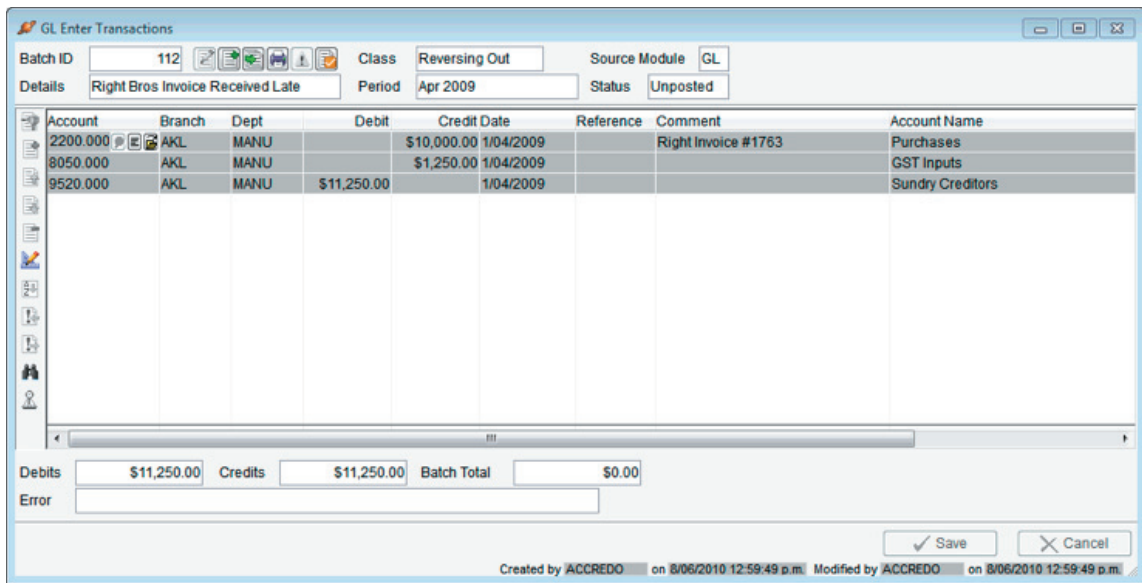 GL Enter Transactions
Batch ID 112 Class Reversing Out Source Module GL
Details Right Bros Invoice Received Late Period Apr 2009 Status Unposted
Account Branch Dept Debit Credit Date Reference Comment Account Name
2200.000 AKL MANU $10,000.00 1/04/2009 Right Invoice #1763 Purchases
8050.000 AKL MANU $1,250.00 1/04/2009 GST Inputs
9520.000 AKL MANU $11,250.00 1/04/2009 Sundry Creditors
Debits $11,250.00 Credits $11,250.00 Batch Total $0.00
Error
Save Cancel
Created by ACCREDO on 8/06/2010 12:59:49 p.m. Modified by ACCREDO on 8/06/2010 12:59:49 p.m.